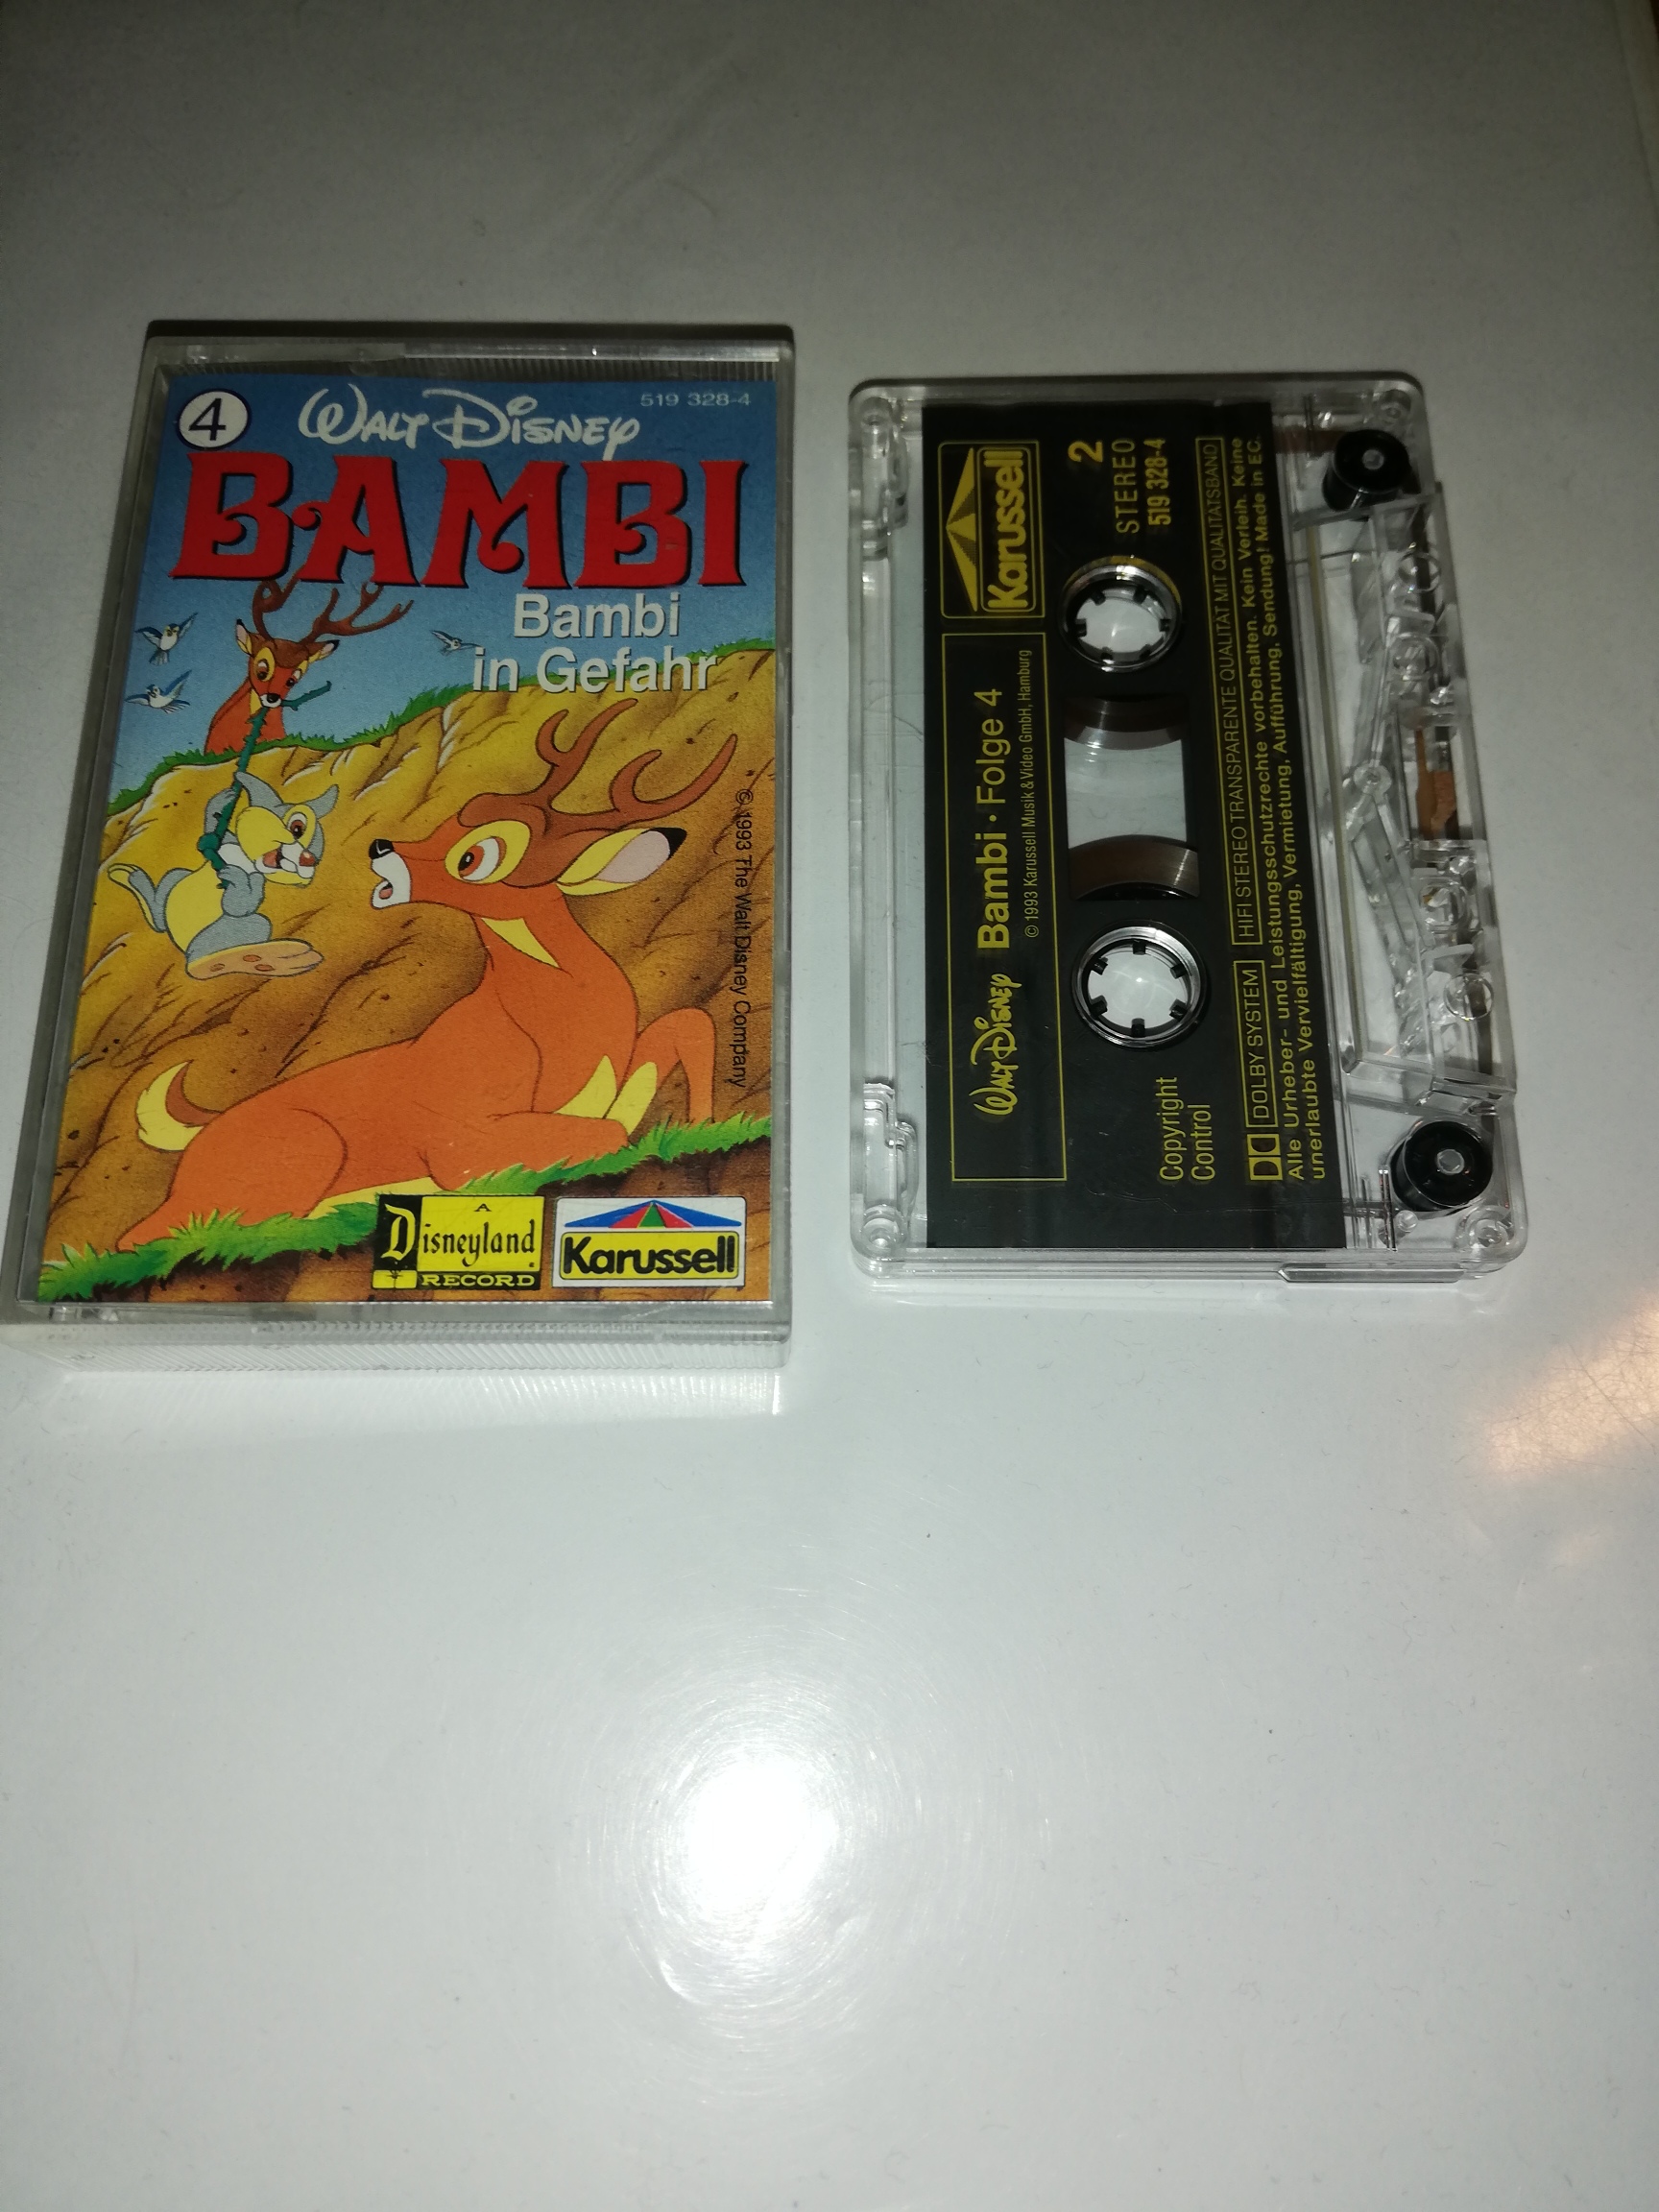 4
WALT DISNEY
519 328-4
BAMBI
Bambi
in Gefahr
© 1993 The Walt Disney Company
A
Disneyland
RECORD
Karussell
Karussell
2
STEREO
519 328-4
WALT DISNEY Bambi · Folge 4
© 1993 Karussell Musik & Video GmbH, Hamburg
Copyright
Control
DOLBY SYSTEM HIFI STEREO TRANSPARENTE QUALITÄT MIT QUALITÄTSBAND
Alle Urheber- und Leistungsschutzrechte vorbehalten. Kein Verleih. Keine
unerlaubte Vervielfältigung, Vermietung, Aufführung, Sendung! Made in EC.